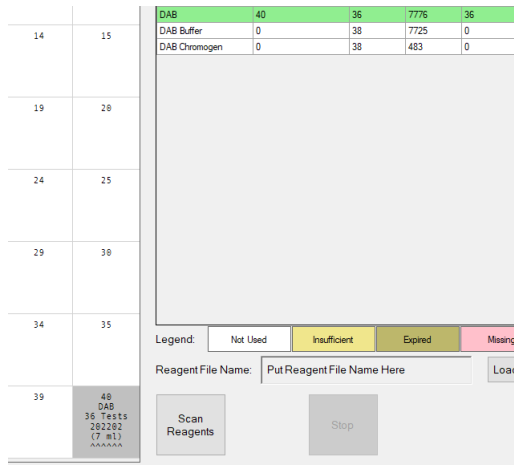 DAB 40 36 7776 36
DAB Buffer 0 38 7725 0
DAB Chromogen 0 38 483 0
14 15
19 20
24 25
29 30
34 35
Legend: Not Used Insufficient Expired Missing
Reagent File Name: Put Reagent File Name Here Loa
39 40
DAB
36 Tests
202202
(7 ml)
^^^^^^
Scan
Reagents
Stop